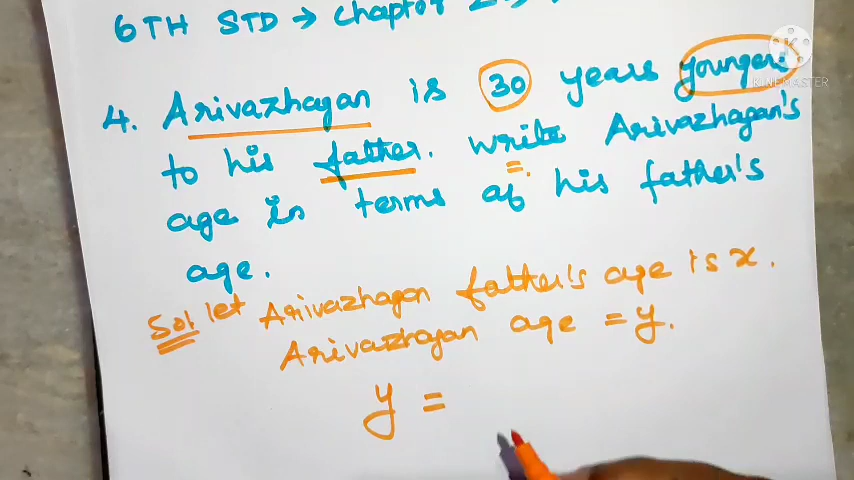 6TH STD → Chapter
K
KINEMASTER
4. Arivazhagan is 30 years younger
to his father. write Arivazhagan's
age in terms of his father's
age.
Sol let Arivazhagan father's age is x.
Arivazhagan age = y.
y =